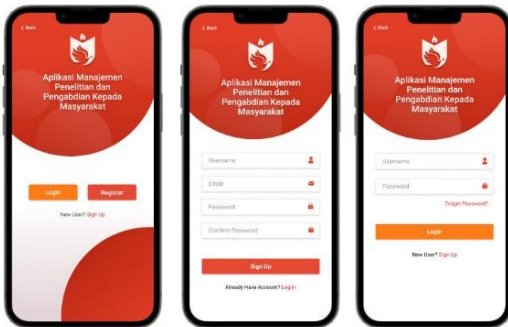 < Back
Aplikasi Manajemen
Penelitian dan
Pengabdian Kepada
Masyarakat
Login
Register
New User? Sign Up
< Back
Aplikasi Manajemen
Penelitian dan
Pengabdian Kepada
Masyarakat
Username
Email
Password
Confirm Password
Sign Up
Already Have Account? Log In
< Back
Aplikasi Manajemen
Penelitian dan
Pengabdian Kepada
Masyarakat
Username
Password
Forget Password?
Login
New User? Sign Up